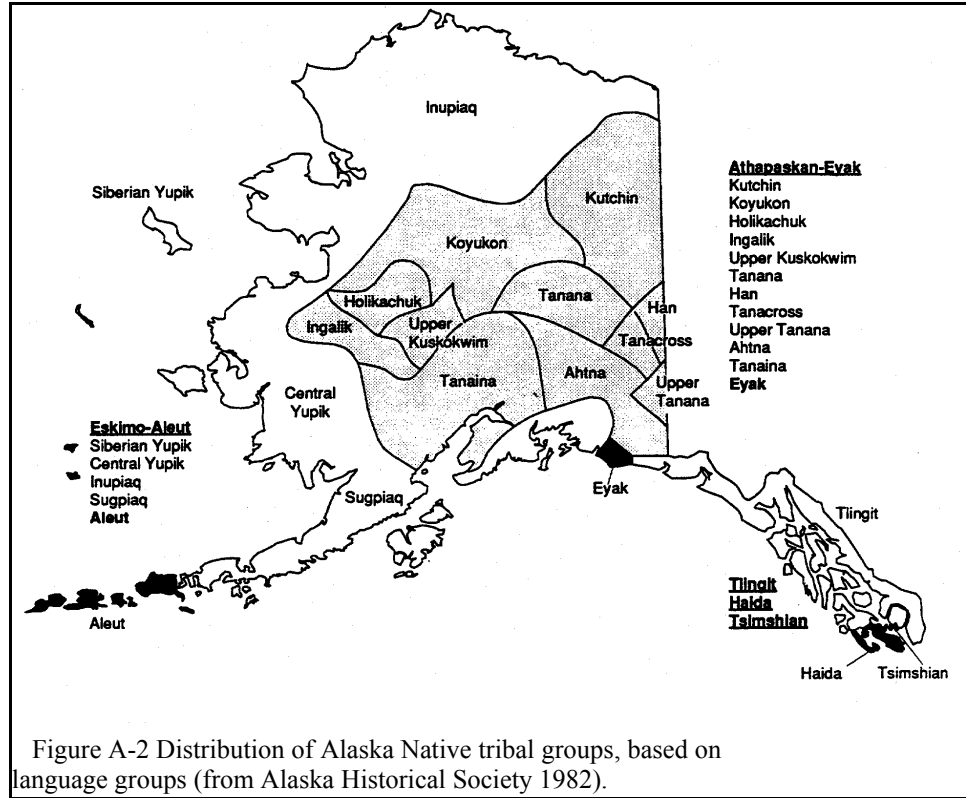 Inupiaq
Siberian Yupik
Kutchin
Koyukon
Holikachuk
Tanana
Han
Ingalik
Upper
Kuskokwim
Tanacross
Tanaina
Ahtna
Upper
Tanana
Central
Yupik
Sugpiaq
Eyak
Aleut
Tlingit
Haida
Tsimshian
Athapaskan-Eyak
Kutchin
Koyukon
Holikachuk
Ingalik
Upper Kuskokwim
Tanana
Han
Tanacross
Upper Tanana
Ahtna
Tanaina
Eyak
Eskimo-Aleut
Siberian Yupik
Central Yupik
Inupiaq
Sugpiaq
Aleut
Tlingit
Haida
Tsimshian
Figure A-2 Distribution of Alaska Native tribal groups, based on
language groups (from Alaska Historical Society 1982).